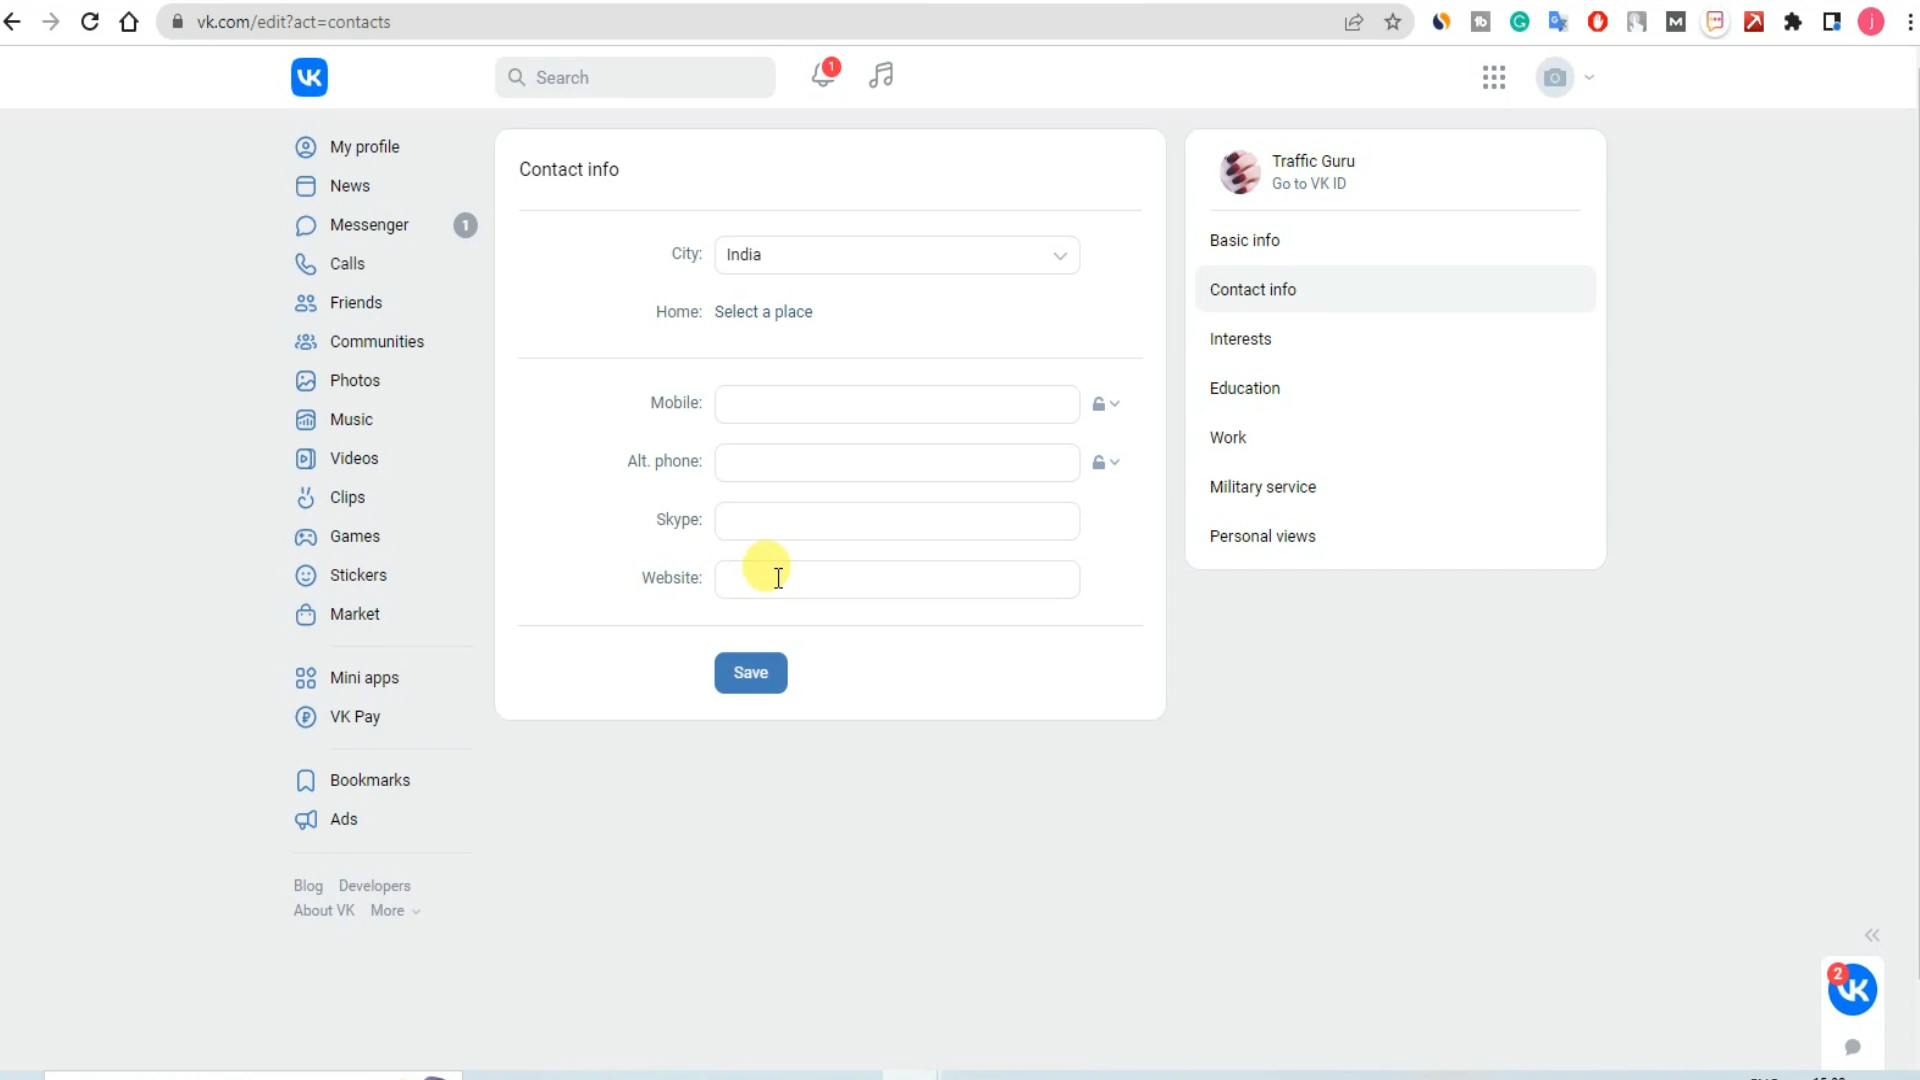 vk.com/edit?act=contacts
Search
1
My profile
News
Messenger 1
Calls
Friends
Communities
Photos
Music
Videos
Clips
Games
Stickers
Market
Mini apps
VK Pay
Bookmarks
Ads
Blog Developers
About VK More
Contact info
City: India
Home: Select a place
Mobile:
Alt. phone:
Skype:
Website:
Save
Traffic Guru
Go to VK ID
Basic info
Contact info
Interests
Education
Work
Military service
Personal views
2